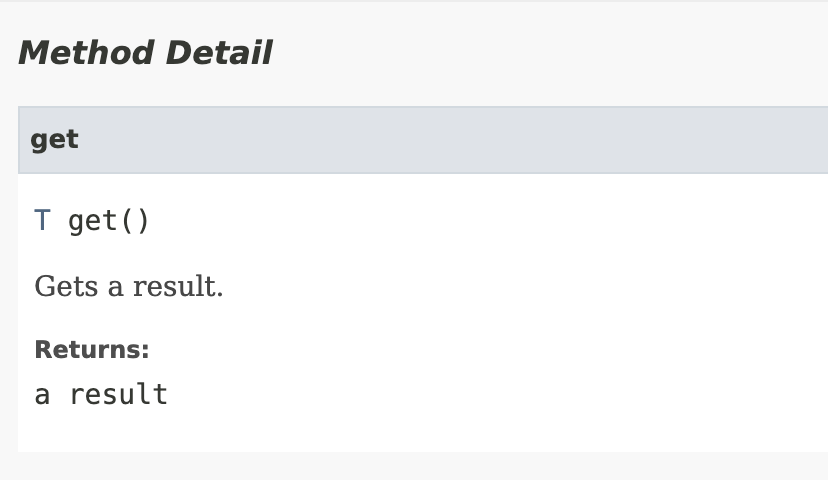 Method Detail
get
T get()
Gets a result.
Returns:
a result